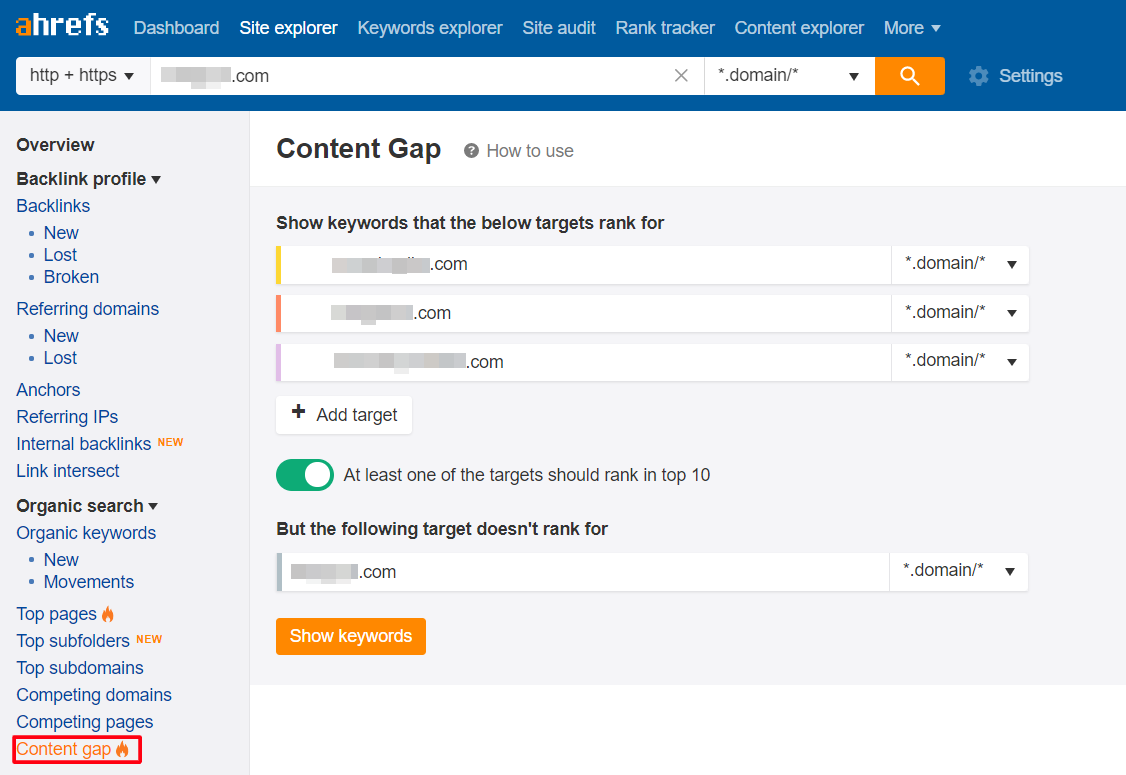 ahrefs Dashboard Site explorer Keywords explorer Site audit Rank tracker Content explorer More
http + https .com *.domain/* Settings
Overview
Backlink profile
Backlinks
New
Lost
Broken
Referring domains
New
Lost
Anchors
Referring IPs
Internal backlinks NEW
Link intersect
Organic search
Organic keywords
New
Movements
Top pages
Top subfolders NEW
Top subdomains
Competing domains
Competing pages
Content gap
Content Gap ? How to use
Show keywords that the below targets rank for
.com *.domain/*
.com *.domain/*
.com *.domain/*
+ Add target
At least one of the targets should rank in top 10
But the following target doesn't rank for
.com *.domain/*
Show keywords